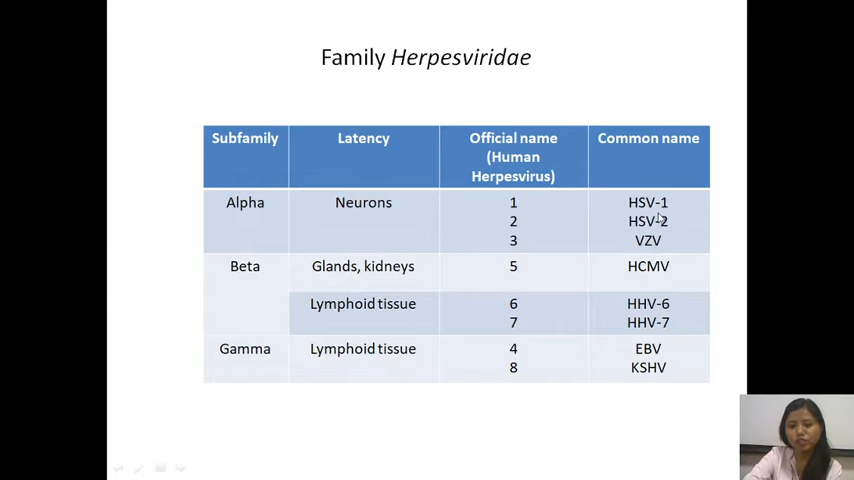 Family Herpesviridae
Subfamily Latency Official name (Human Herpesvirus) Common name
Alpha Neurons 1 HSV-1
2 HSV-2
3 VZV
Beta Glands, kidneys 5 HCMV
Lymphoid tissue 6 HHV-6
7 HHV-7
Gamma Lymphoid tissue 4 EBV
8 KSHV